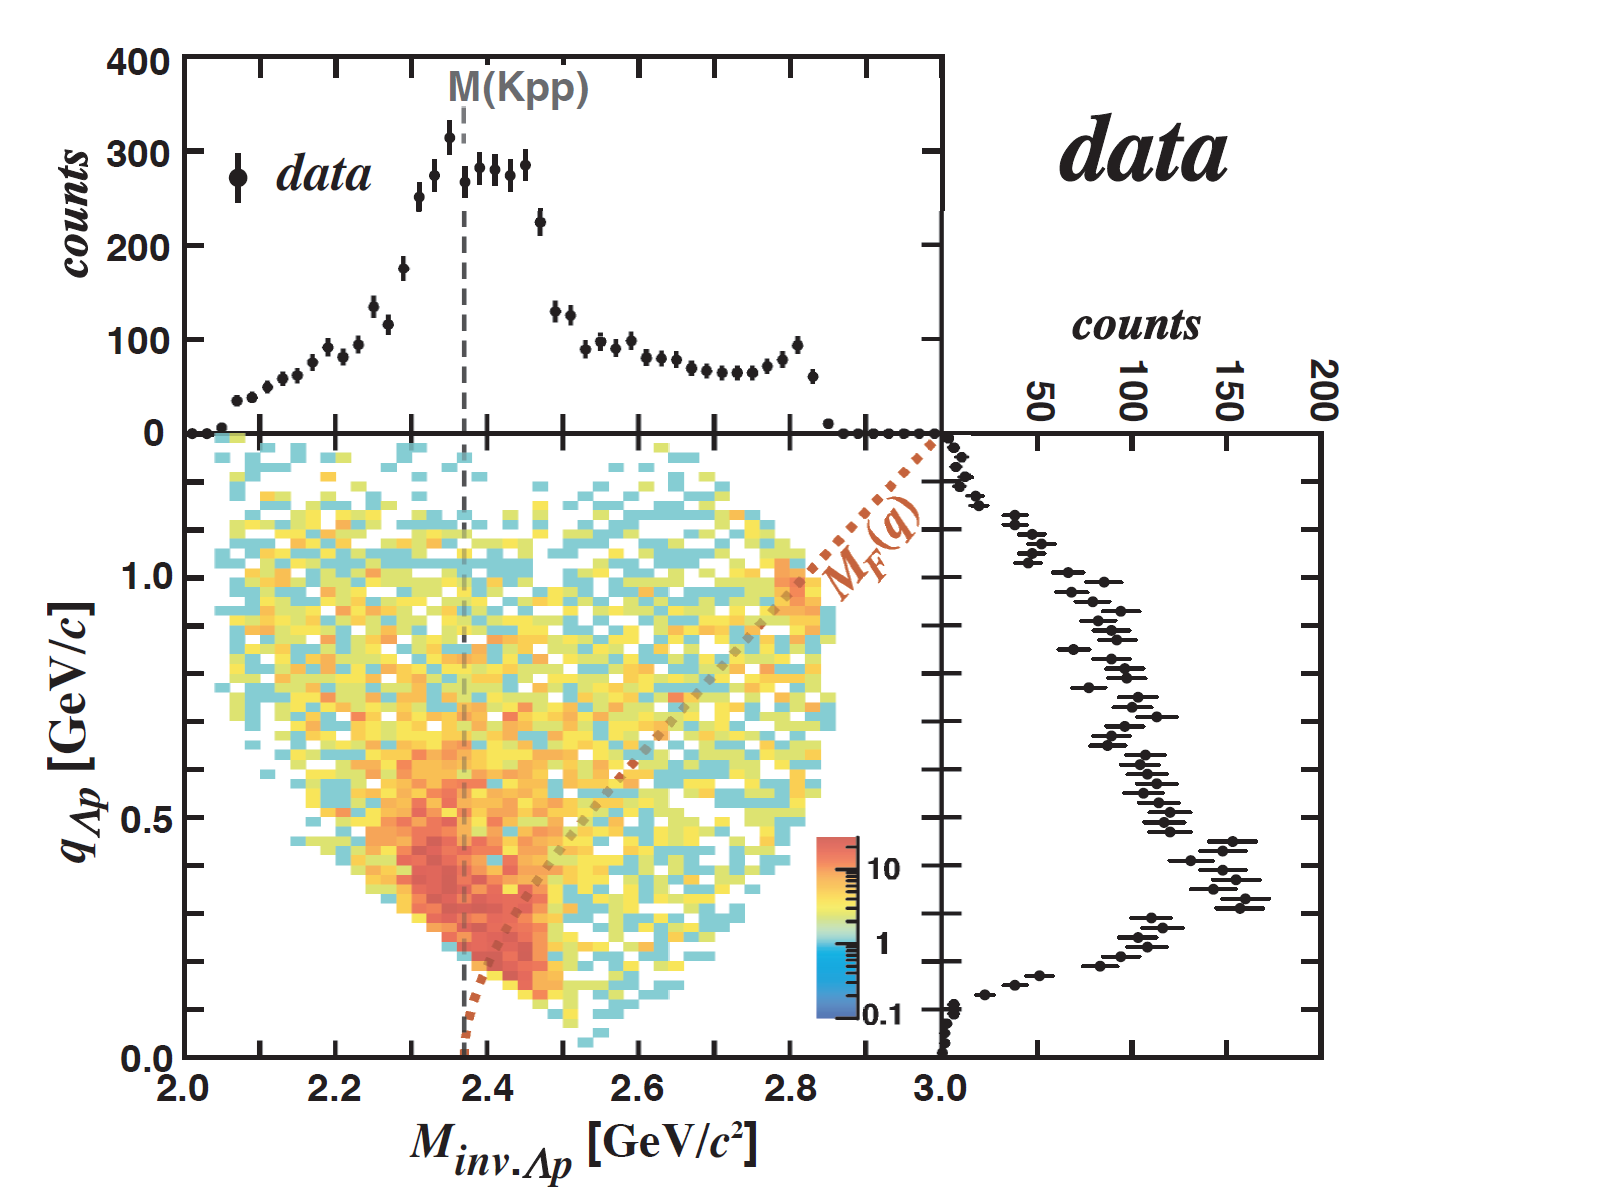 400
300
200
100
0
counts
M(Kpp)
data
data
counts
50
100
150
200
1.0
0.5
0.0
q_Λp [GeV/c]
M_F(q)
10
1
0.1
2.0
2.2
2.4
2.6
2.8
3.0
M_inv.Λp [GeV/c²]